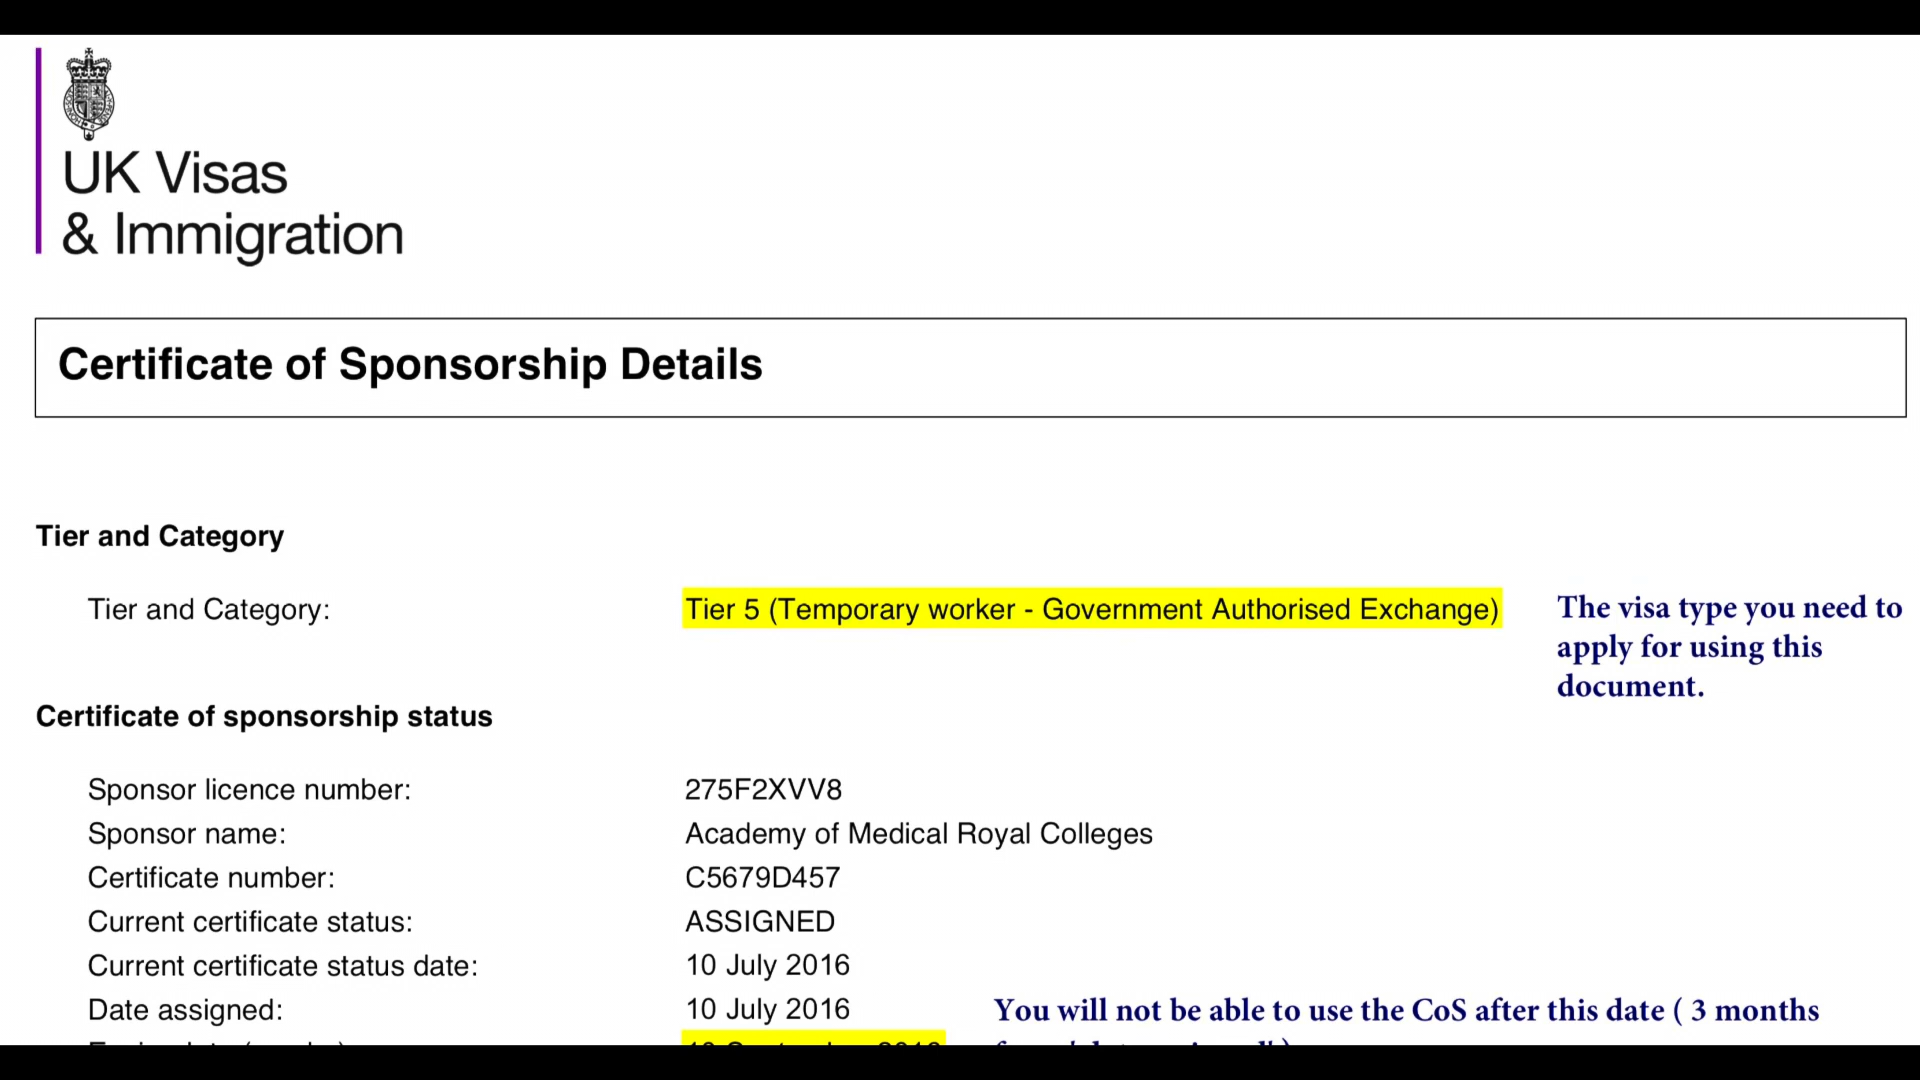 UK Visas
& Immigration
Certificate of Sponsorship Details
Tier and Category
Tier and Category: Tier 5 (Temporary worker - Government Authorised Exchange)
The visa type you need to
apply for using this
document.
Certificate of sponsorship status
Sponsor licence number: 275F2XVV8
Sponsor name: Academy of Medical Royal Colleges
Certificate number: C5679D457
Current certificate status: ASSIGNED
Current certificate status date: 10 July 2016
Date assigned: 10 July 2016
You will not be able to use the CoS after this date ( 3 months